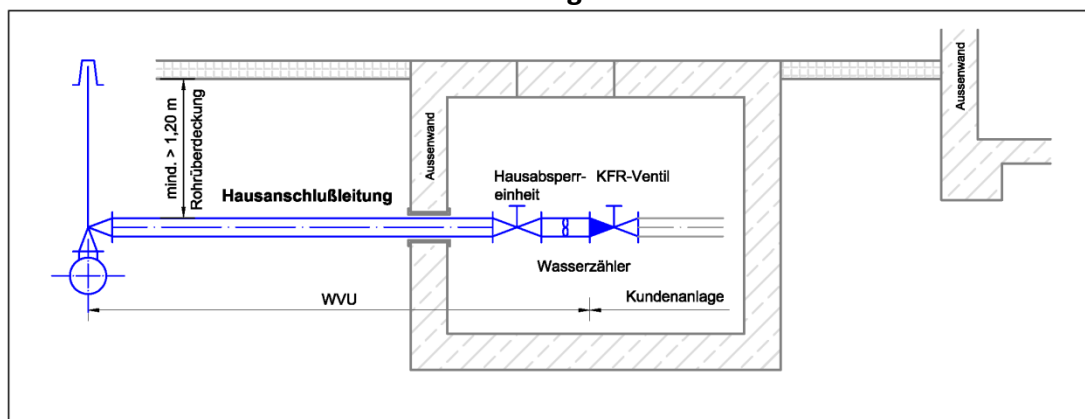 mind. > 1,20 m
Rohrüberdeckung
Hausanschlußleitung
Aussenwand
Hausabsperr-
einheit
KFR-Ventil
Wasserzähler
WVU
Kundenanlage
Aussenwand